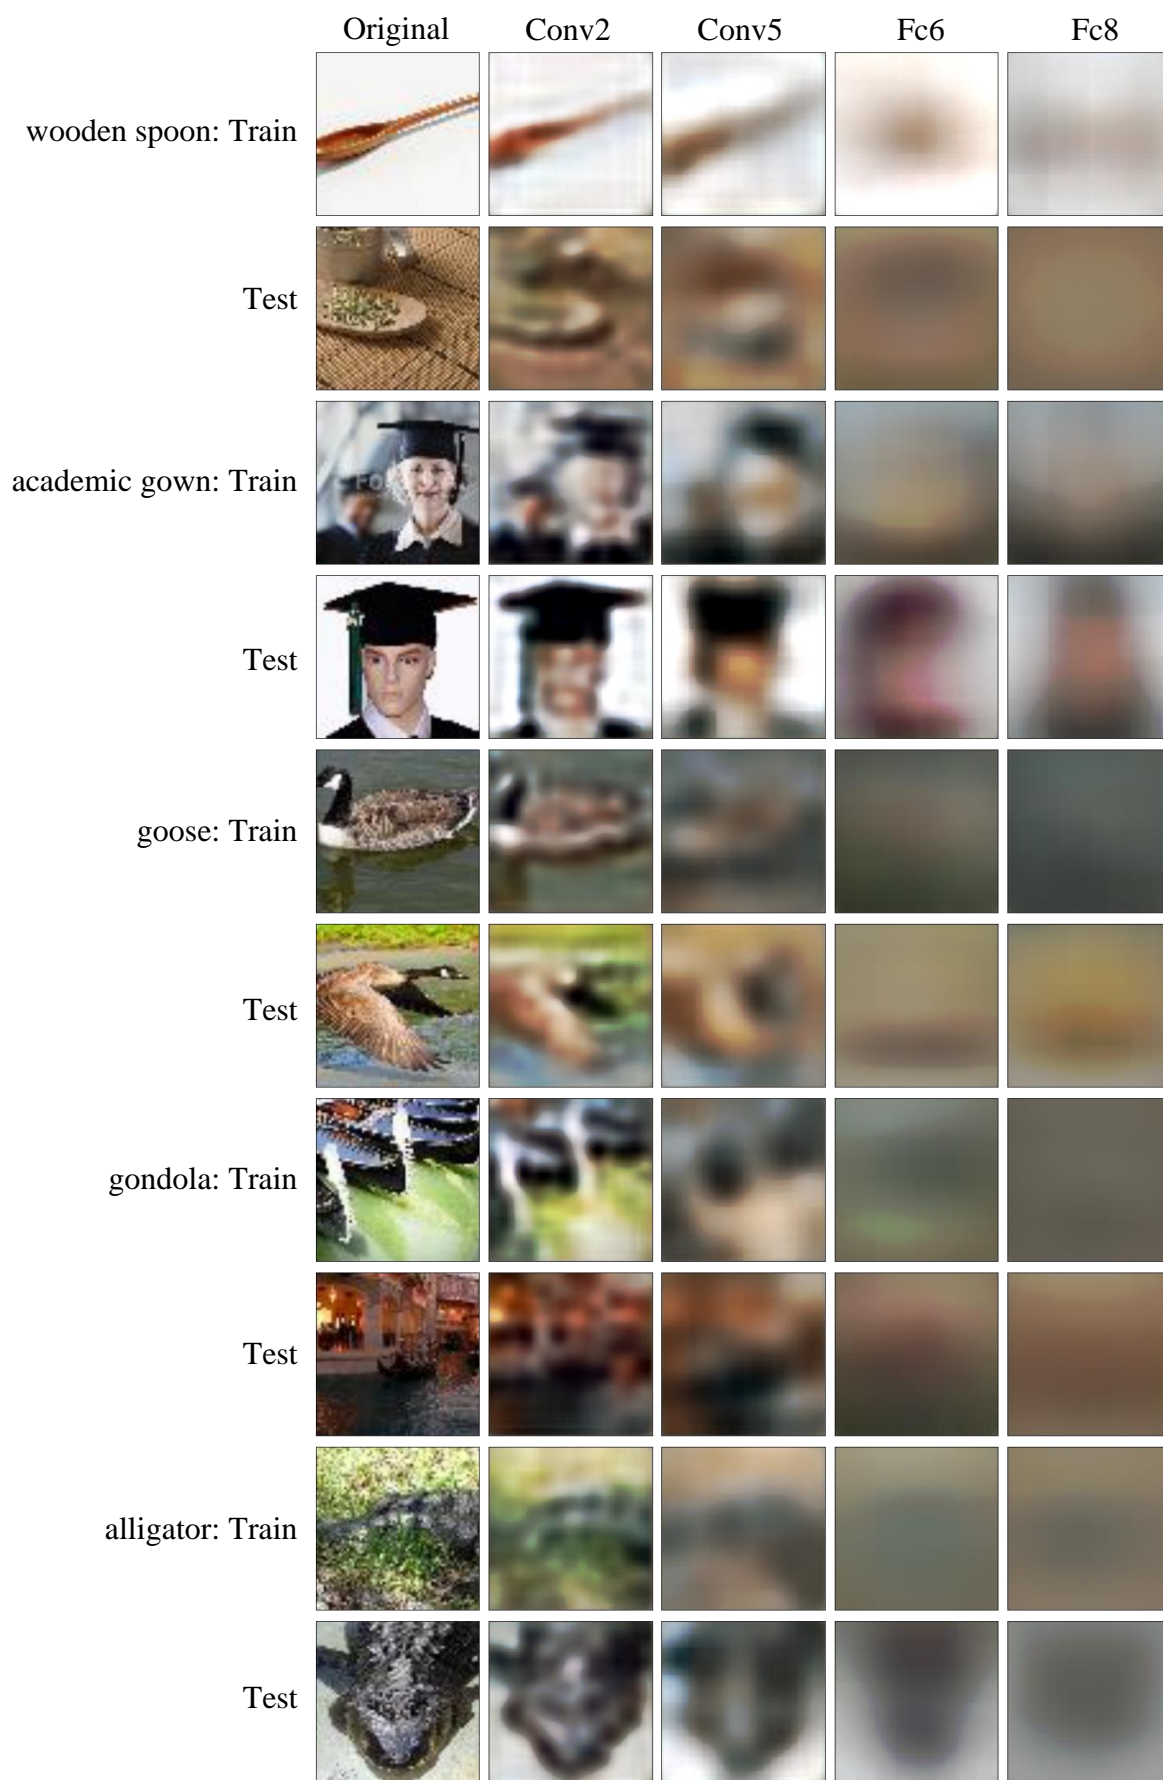 Original Conv2 Conv5 Fc6 Fc8
wooden spoon: Train
Test
academic gown: Train
Test
goose: Train
Test
gondola: Train
Test
alligator: Train
Test